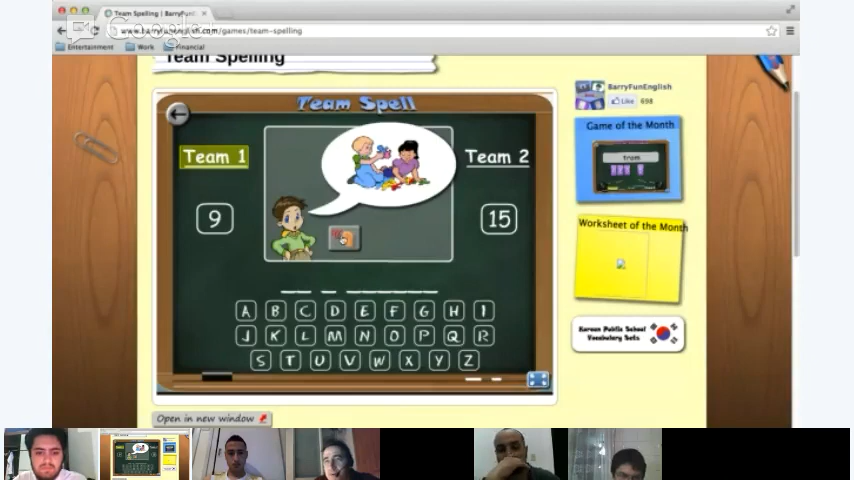 Team Spelling | BarryFunE
Google+
www.barryfunenglish.com/games/team-spelling
Entertainment
Work
Financial
Team Spelling
BarryFunEnglish
Like 698
Team Spell
Game of the Month
Team 1
Team 2
9
15
Worksheet of the Month
A B C D E F G H I
J K L M N O P Q R
S T U V W X Y Z
Korean Public School
Vocabulary Sets
Open in new window